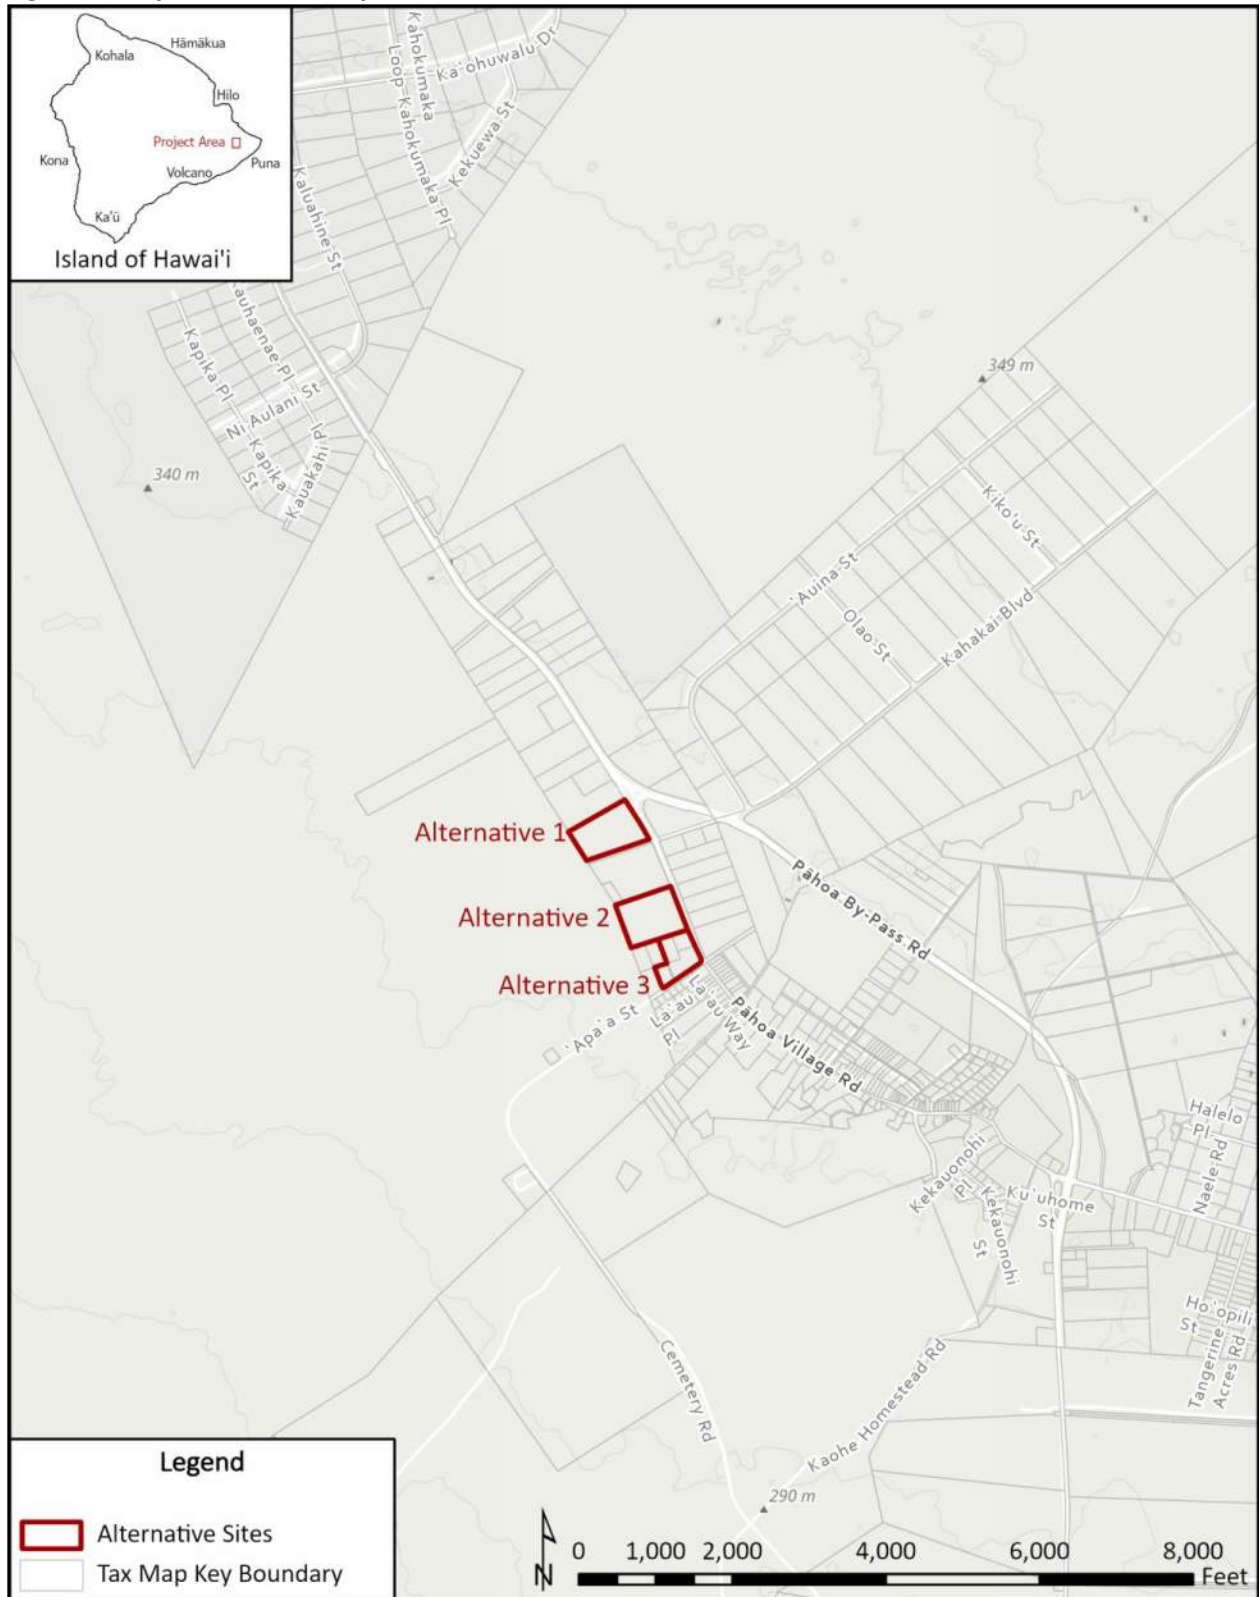 Kohala
Hāmākua
Hilo
Project Area
Kona
Puna
Volcano
Ka'ū
Island of Hawai'i
Kahokumaka
Loop-Kahokumaka Pl
Ka'ohuwalu Dr
Kekuewa St
Kaluahine St
Kauhaenae Pl
Kapika Pl
Ni Aulani St
Kapika
St
Kauakahi
Id
340 m
349 m
Kiko'u St
'Auina St
Olao St
Kahakai Blvd
Alternative 1
Alternative 2
Alternative 3
Pāhoa By-Pass Rd
La'au Way
La'au
Pl
'Apa'a St
Pāhoa Village Rd
Halelo
Pl
Naele Rd
Kekauonohi
Pl
Kekauonohi
St
Ku'uhome
St
Ho'opili
St
Tangerine
Acres Rd
Cemetery Rd
Kaohe Homestead Rd
290 m
Legend
Alternative Sites
Tax Map Key Boundary
N
0 1,000 2,000 4,000 6,000 8,000
Feet